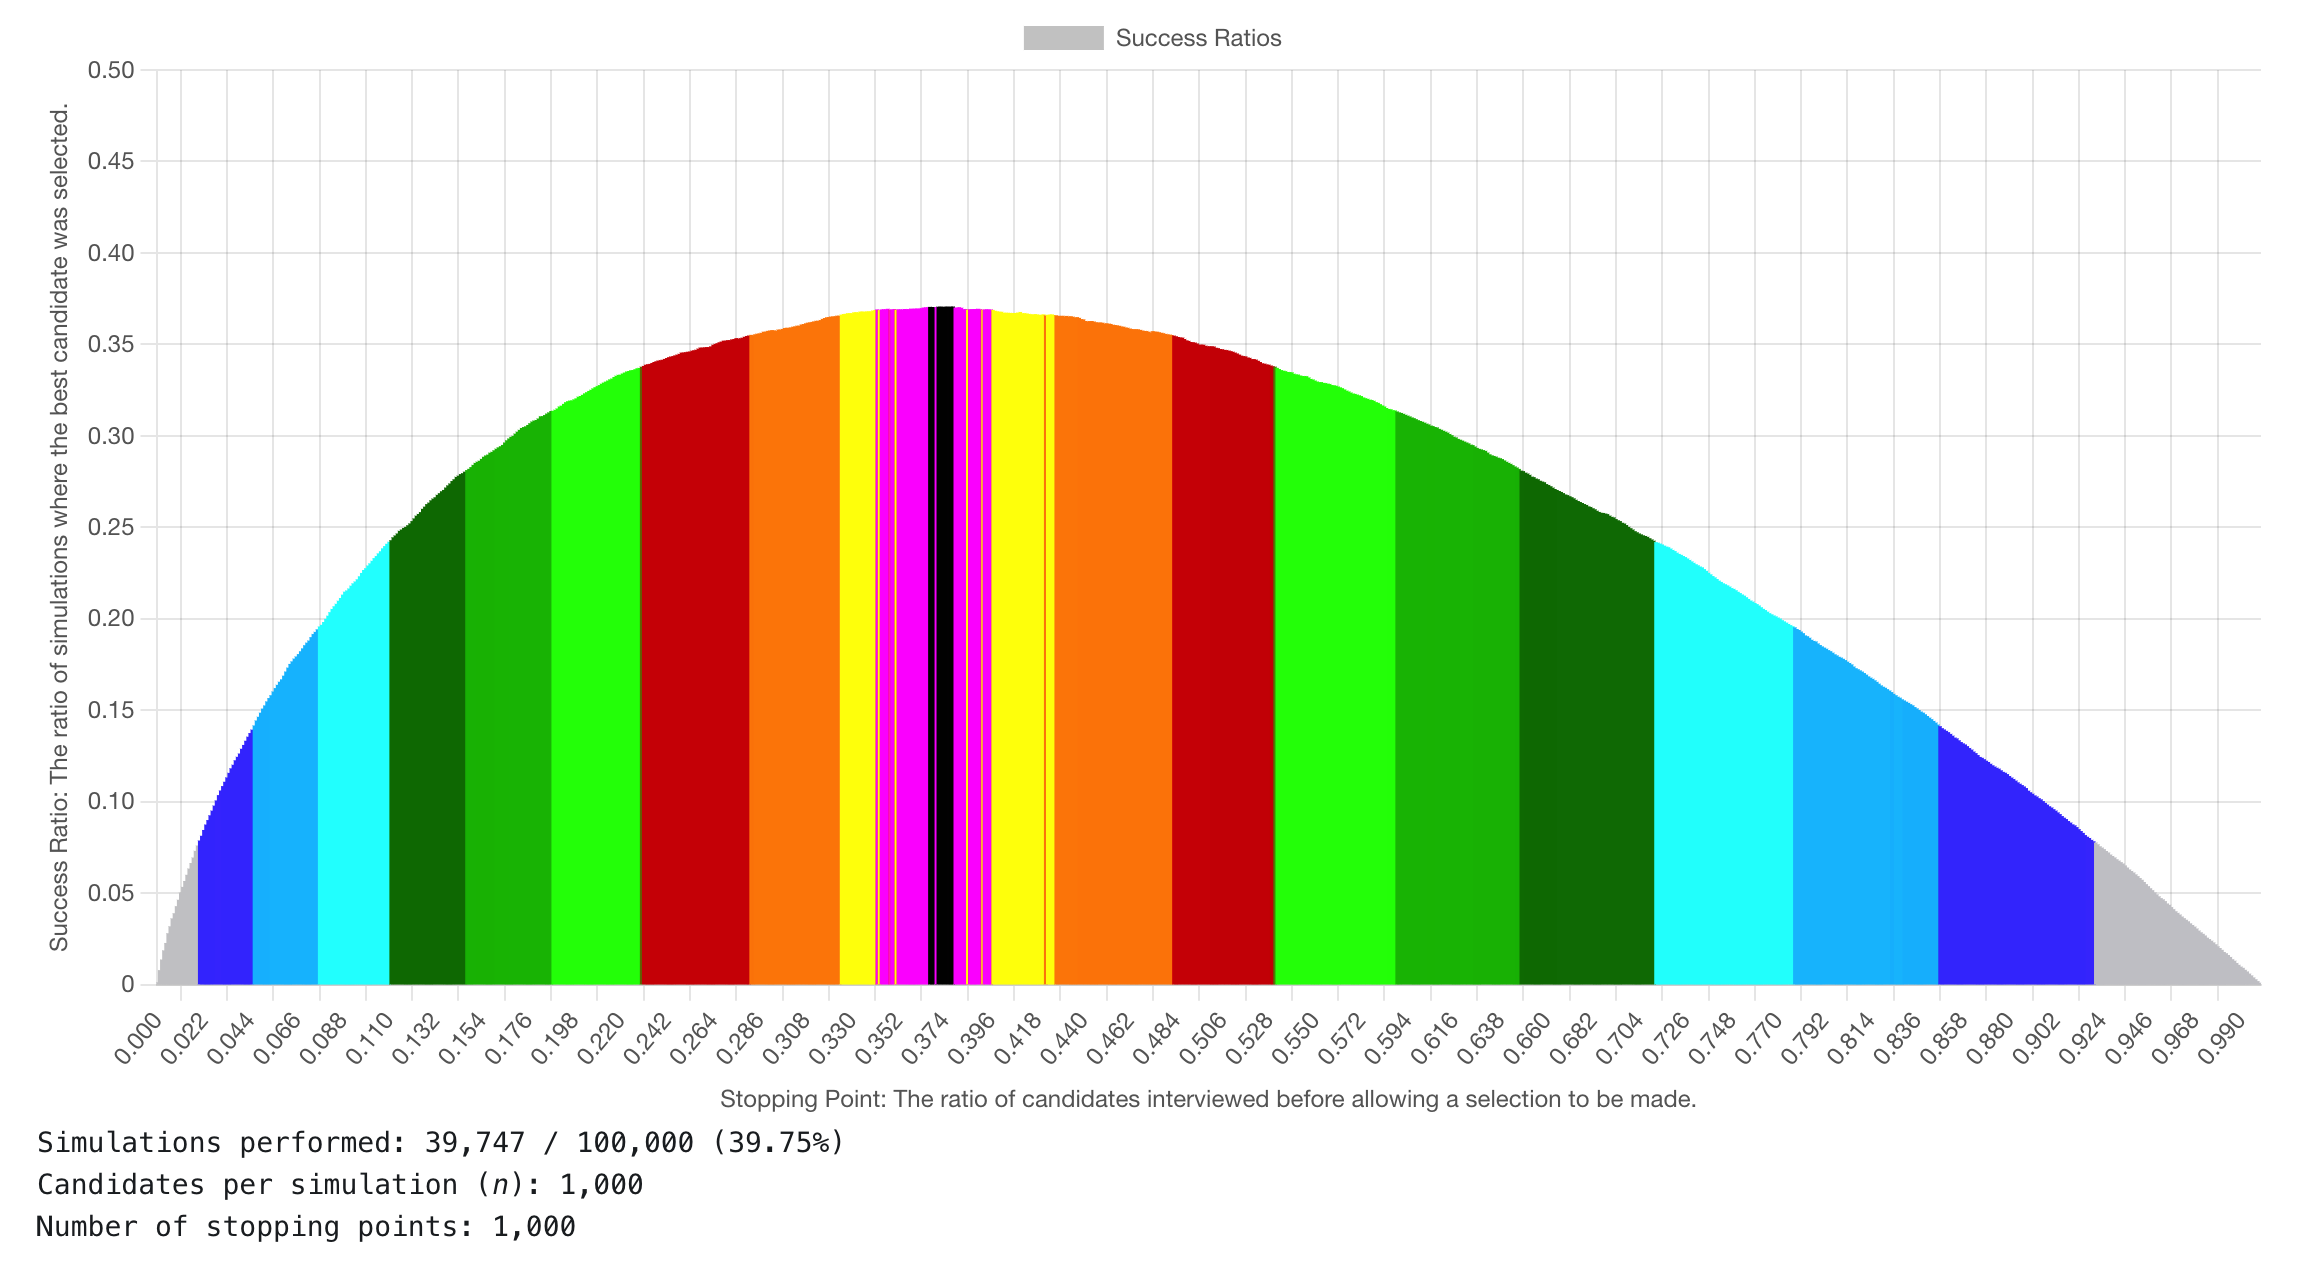 Success Ratios
Success Ratio: The ratio of simulations where the best candidate was selected.
0.50
0.45
0.40
0.35
0.30
0.25
0.20
0.15
0.10
0.05
0
0.000 0.022 0.044 0.066 0.088 0.110 0.132 0.154 0.176 0.198 0.220 0.242 0.264 0.286 0.308 0.330 0.352 0.374 0.396 0.418 0.440 0.462 0.484 0.506 0.528 0.550 0.572 0.594 0.616 0.638 0.660 0.682 0.704 0.726 0.748 0.770 0.792 0.814 0.836 0.858 0.880 0.902 0.924 0.946 0.968 0.990
Stopping Point: The ratio of candidates interviewed before allowing a selection to be made.
Simulations performed: 39,747 / 100,000 (39.75%)
Candidates per simulation (n): 1,000
Number of stopping points: 1,000